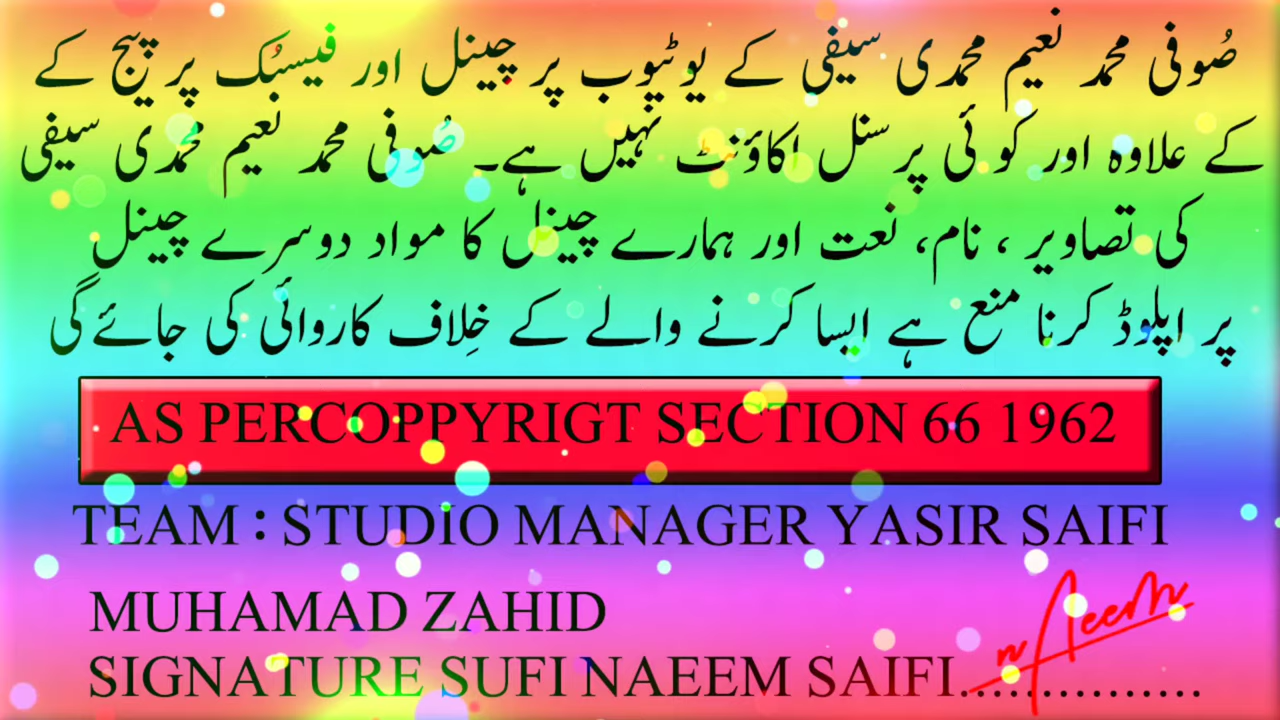 صُوفی محمد نعیم محمدی سیفی کے یوٹیوب پر چینل اور فیسبُک پر پیج کے
کے علاوہ اور کوئی پرسنل اکاؤنٹ نہیں ہے۔ صُوفی محمد نعیم محمدی سیفی
کی تصاویر ، نام، نعت اور ہمارے چینل کا مواد دوسرے چینل
پر اپلوڈ کرنا منع ہے ایسا کرنے والے کے خِلاف کاروائی کی جائے گی
AS PERCOPPYRIGT SECTION 66 1962
TEAM : STUDIO MANAGER YASIR SAIFI
MUHAMAD ZAHID
SIGNATURE SUFI NAEEM SAIFI................
n Aeem